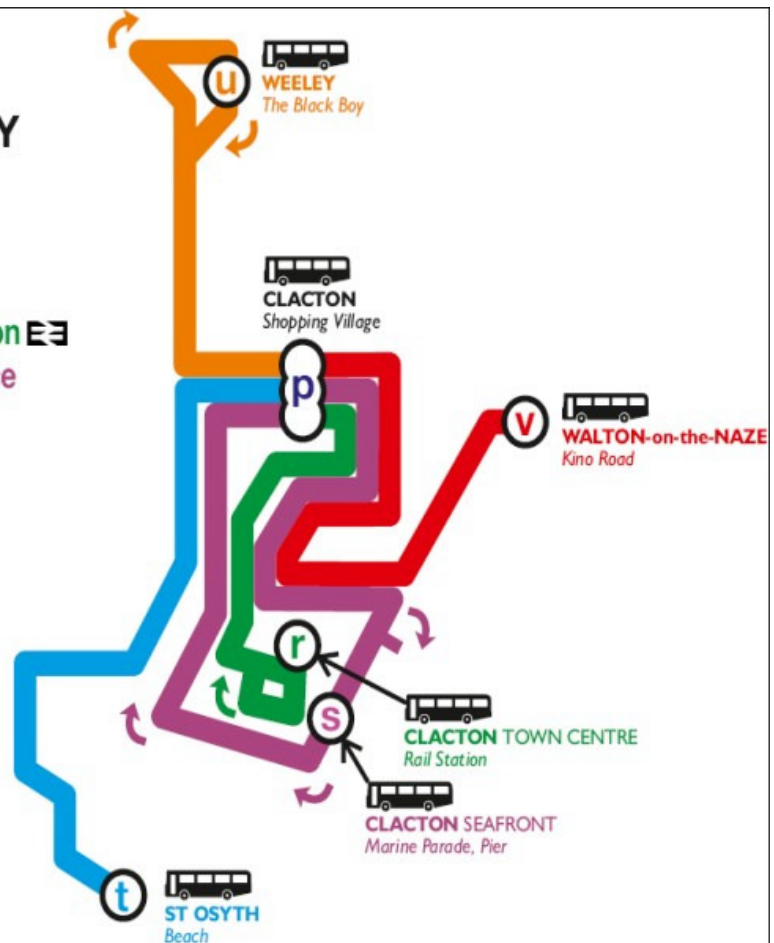 Y
on
e
u
WEELEY
The Black Boy
CLACTON
Shopping Village
p
v
WALTON-on-the-NAZE
Kino Road
r
s
CLACTON TOWN CENTRE
Rail Station
CLACTON SEAFRONT
Marine Parade, Pier
t
ST OSYTH
Beach